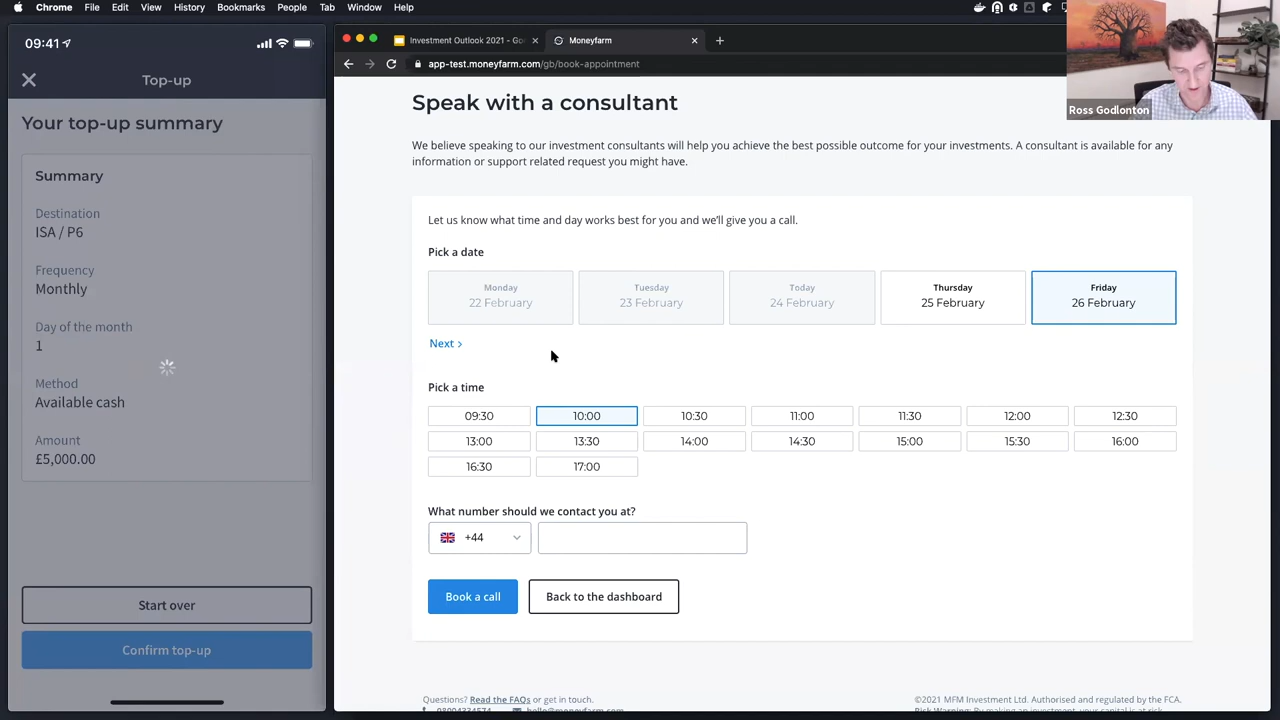 Chrome File Edit View History Bookmarks People Tab Window Help
09:41
Top-up
Your top-up summary
Summary
Destination
ISA / P6
Frequency
Monthly
Day of the month
1
Method
Available cash
Amount
£5,000.00
Start over
Confirm top-up
Investment Outlook 2021 - Go
Moneyfarm
app-test.moneyfarm.com/gb/book-appointment
Ross Godlonton
Speak with a consultant
We believe speaking to our investment consultants will help you achieve the best possible outcome for your investments. A consultant is available for any
information or support related request you might have.
Let us know what time and day works best for you and we'll give you a call.
Pick a date
Monday Tuesday Today Thursday Friday
22 February 23 February 24 February 25 February 26 February
Next >
Pick a time
09:30 10:00 10:30 11:00 11:30 12:00 12:30
13:00 13:30 14:00 14:30 15:00 15:30 16:00
16:30 17:00
What number should we contact you at?
+44
Book a call Back to the dashboard
Questions? Read the FAQs or get in touch.
©2021 MFM Investment Ltd. Authorised and regulated by the FCA.